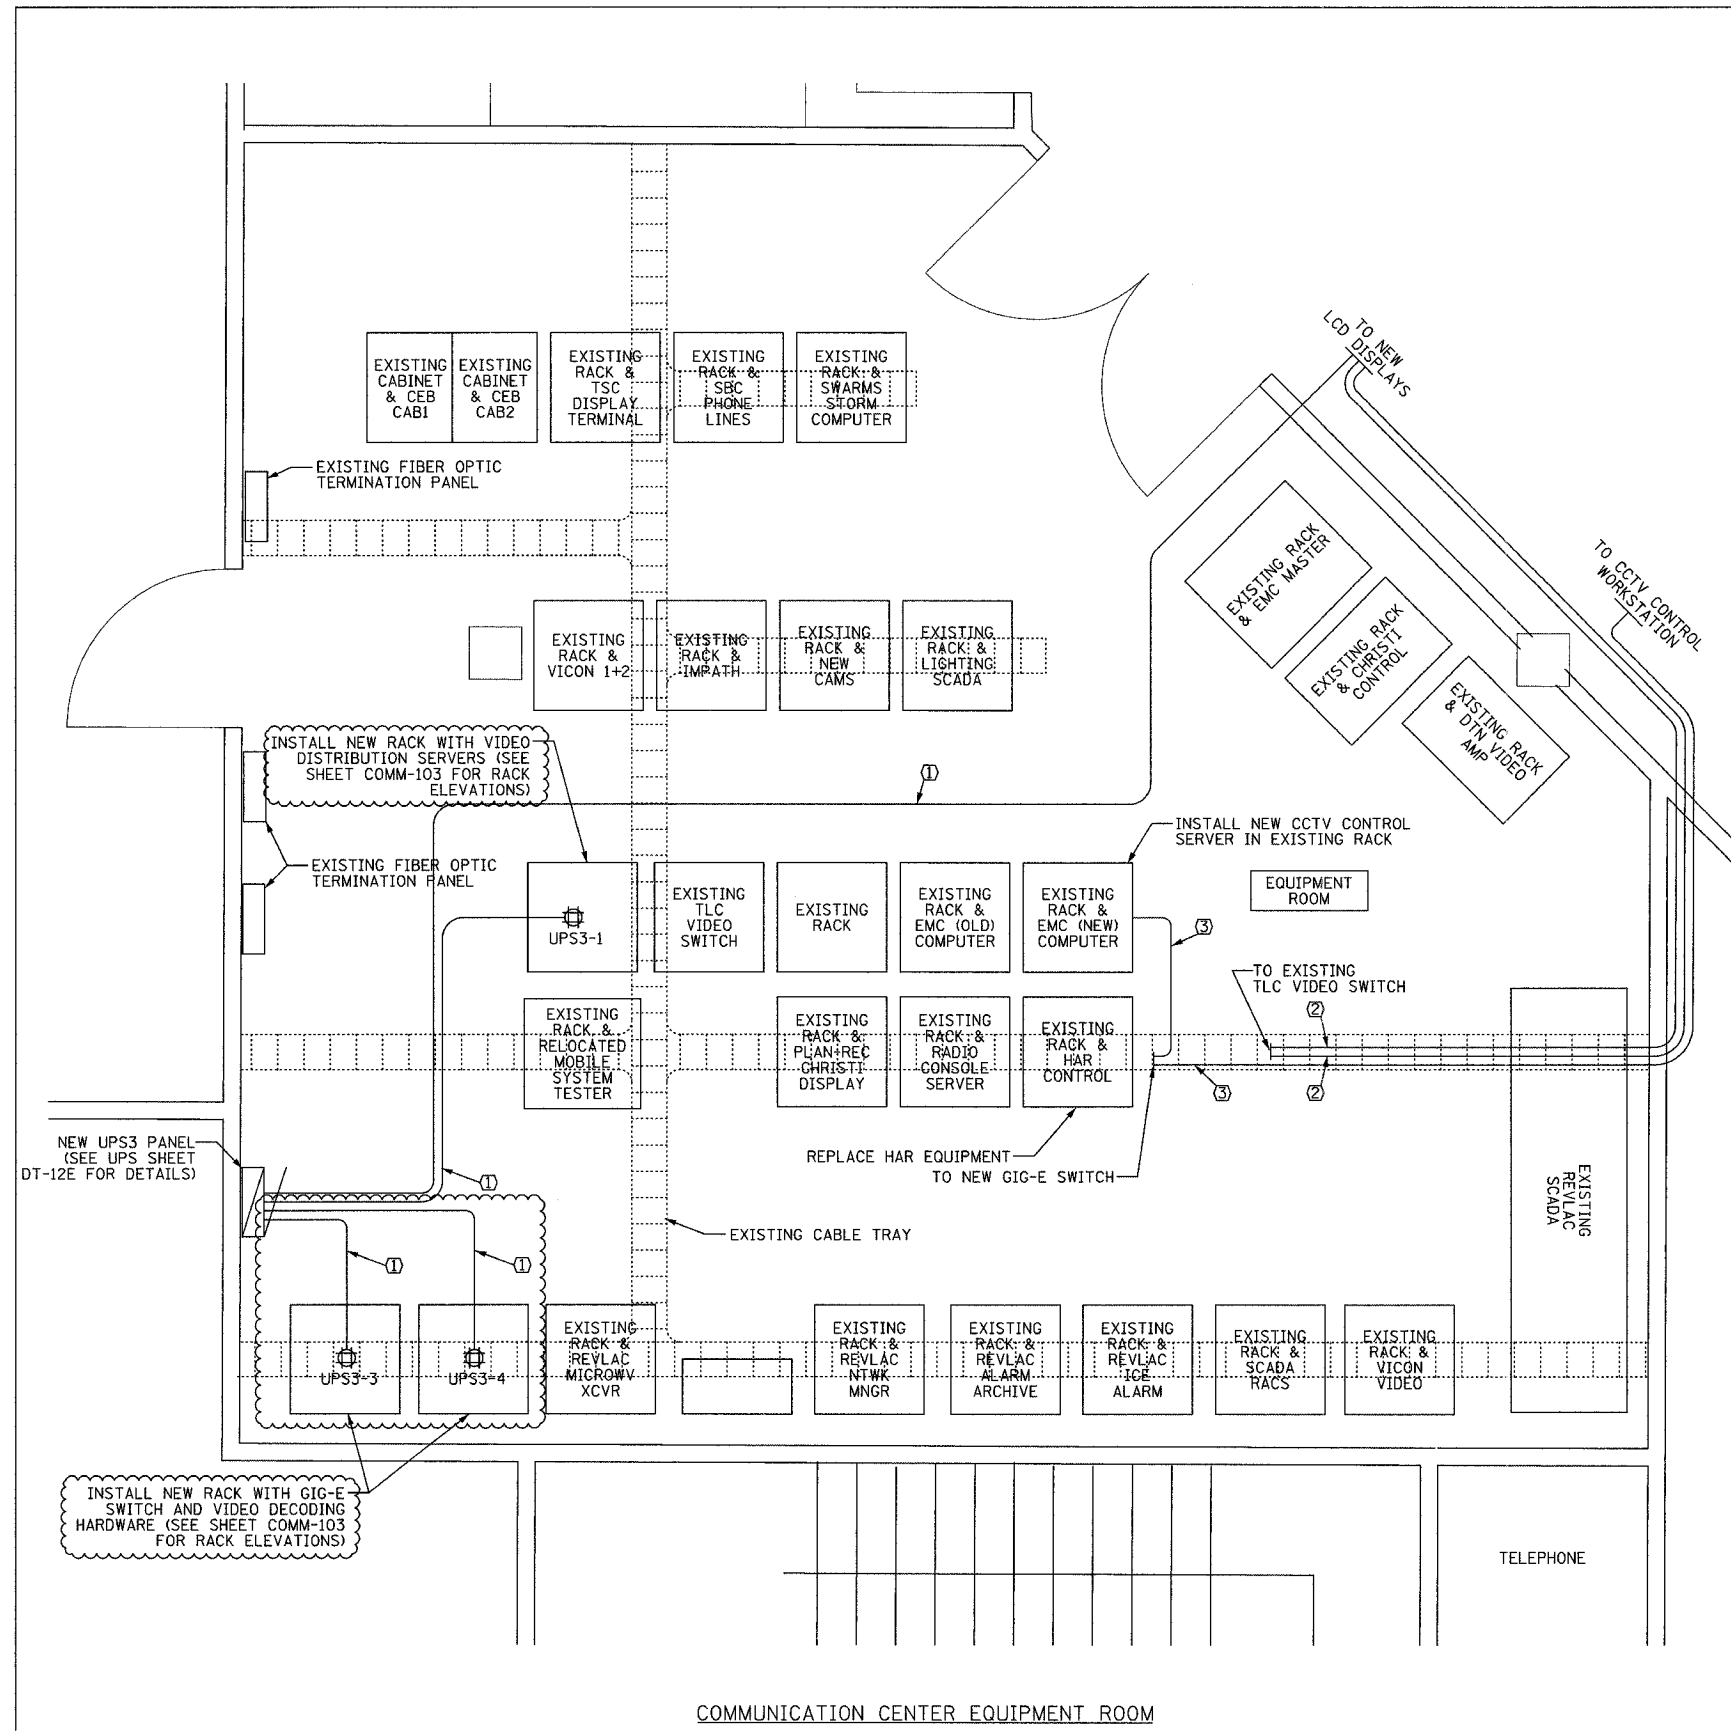 TO NEW
LCD DISPLAYS
EXISTING
CABINET
& CEB
CAB1
EXISTING
CABINET
& CEB
CAB2
EXISTING
RACK &
TSC
DISPLAY
TERMINAL
EXISTING
RACK &
SBC
PHONE
LINES
EXISTING
RACK &
SWARMS
STORM
COMPUTER
EXISTING FIBER OPTIC
TERMINATION PANEL
EXISTING RACK
& EMC MASTER
EXISTING RACK
& CHRISTI
CONTROL
EXISTING RACK
& DTN VIDEO
AMP
TO CCTV CONTROL
WORKSTATION
EXISTING
RACK &
VICON 1+2
EXISTING
RACK &
IMPATH
EXISTING
RACK &
NEW
CAMS
EXISTING
RACK &
LIGHTING
SCADA
INSTALL NEW RACK WITH VIDEO
DISTRIBUTION SERVERS (SEE
SHEET COMM-103 FOR RACK
ELEVATIONS)
1
INSTALL NEW CCTV CONTROL
SERVER IN EXISTING RACK
EXISTING FIBER OPTIC
TERMINATION PANEL
UPS3-1
EXISTING
TLC
VIDEO
SWITCH
EXISTING
RACK
EXISTING
RACK &
EMC (OLD)
COMPUTER
EXISTING
RACK &
EMC (NEW)
COMPUTER
EQUIPMENT
ROOM
3
TO EXISTING
TLC VIDEO SWITCH
2
EXISTING
RACK &
RELOCATED
MOBILE
SYSTEM
TESTER
EXISTING
RACK &
PLAN-REC
CHRISTI
DISPLAY
EXISTING
RACK &
RADIO
CONSOLE
SERVER
EXISTING
RACK &
HAR
CONTROL
3
2
NEW UPS3 PANEL
(SEE UPS SHEET
DT-12E FOR DETAILS)
REPLACE HAR EQUIPMENT
TO NEW GIG-E SWITCH
1
EXISTING
REVLAC
SCADA
EXISTING CABLE TRAY
1
1
UPS3-3
UPS3-4
EXISTING
RACK &
REVLAC
MICROWV
XCVR
EXISTING
RACK &
REVLAC
NTWK
MNGR
EXISTING
RACK &
REVLAC
ALARM
ARCHIVE
EXISTING
RACK &
REVLAC
ICE
ALARM
EXISTING
RACK &
SCADA
RACS
EXISTING
RACK &
VICON
VIDEO
INSTALL NEW RACK WITH GIG-E
SWITCH AND VIDEO DECODING
HARDWARE (SEE SHEET COMM-103
FOR RACK ELEVATIONS)
TELEPHONE
COMMUNICATION CENTER EQUIPMENT ROOM